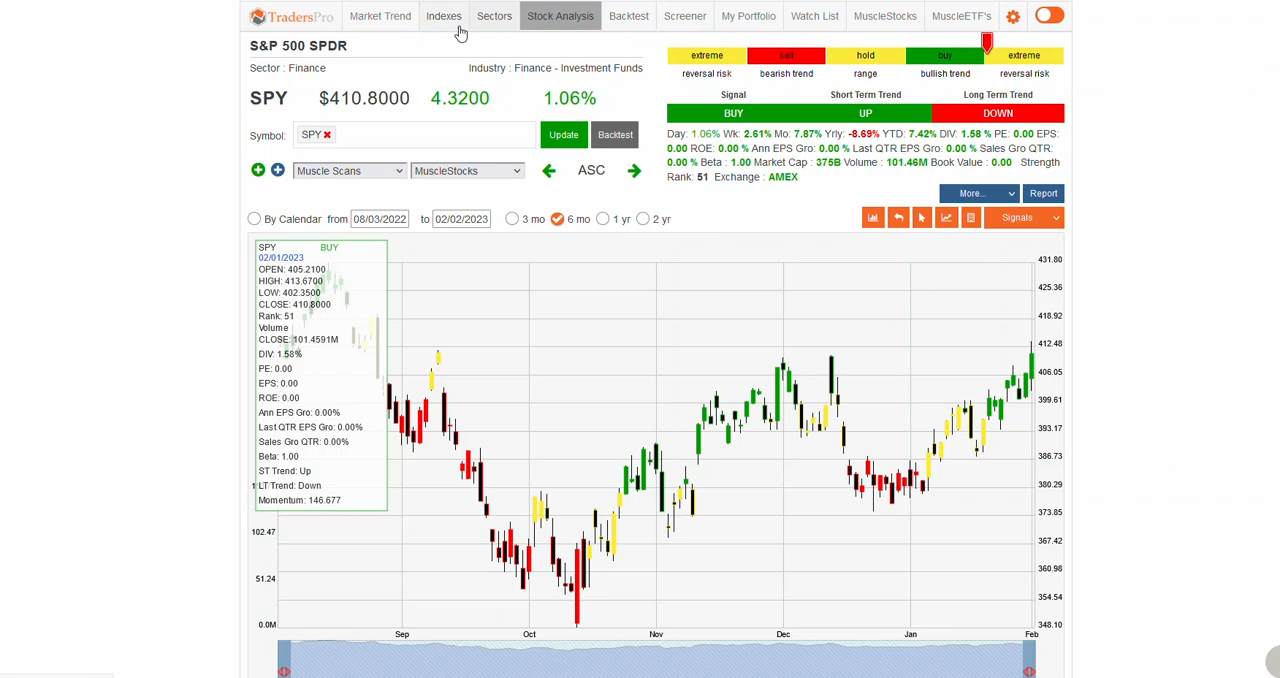 TradersPro Market Trend Indexes Sectors Stock Analysis Backtest Screener My Portfolio Watch List MuscleStocks MuscleETF's
S&P 500 SPDR
Sector : Finance Industry : Finance - Investment Funds
SPY $410.8000 4.3200 1.06%
Symbol: SPY Update Backtest
Muscle Scans MuscleStocks ASC
extreme sell hold buy extreme
reversal risk bearish trend range bullish trend reversal risk
Signal Short Term Trend Long Term Trend
BUY UP DOWN
Day: 1.06% Wk: 2.61% Mo: 7.87% Yrly: -8.69% YTD: 7.42% DIV: 1.58 % PE: 0.00 EPS:
0.00 ROE: 0.00 % Ann EPS Gro: 0.00 % Last QTR EPS Gro: 0.00 % Sales Gro QTR:
0.00 % Beta : 1.00 Market Cap : 375B Volume : 101.46M Book Value : 0.00 Strength
Rank: 51 Exchange : AMEX
More... Report
By Calendar from 08/03/2022 to 02/02/2023 3 mo 6 mo 1 yr 2 yr
Signals
SPY BUY
02/01/2023
OPEN: 405.2100
HIGH: 413.6700
LOW: 402.3500
CLOSE: 410.8000
Rank: 51
Volume
CLOSE: 101.4591M
DIV: 1.58%
PE: 0.00
EPS: 0.00
ROE: 0.00
Ann EPS Gro: 0.00%
Last QTR EPS Gro: 0.00%
Sales Gro QTR: 0.00%
Beta: 1.00
ST Trend: Up
LT Trend: Down
Momentum: 146.677
102.47
51.24
0.0M
431.80
425.36
418.92
412.48
406.05
399.61
393.17
386.73
380.29
373.85
367.42
360.98
354.54
348.10
Sep Oct Nov Dec Jan Feb